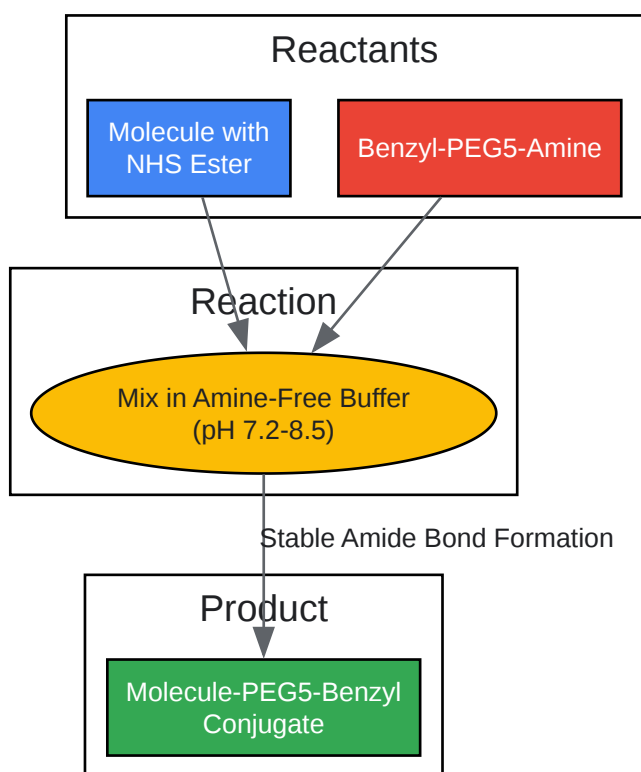 Reactants
Molecule with
NHS Ester
Benzyl-PEG5-Amine
Reaction
Mix in Amine-Free Buffer
(pH 7.2-8.5)
Stable Amide Bond Formation
Product
Molecule-PEG5-Benzyl
Conjugate